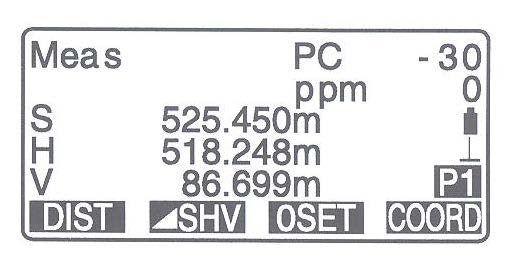 Meas PC -30
ppm 0
S 525.450m
H 518.248m
V 86.699m P1
DIST ◢SHV 0SET COORD